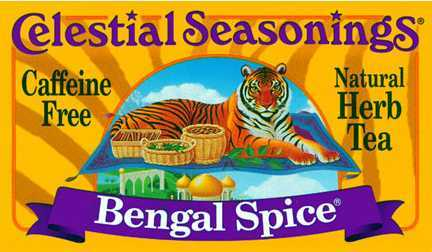 Celestial Seasonings®
Caffeine
Free
Natural
Herb
Tea
Bengal Spice®